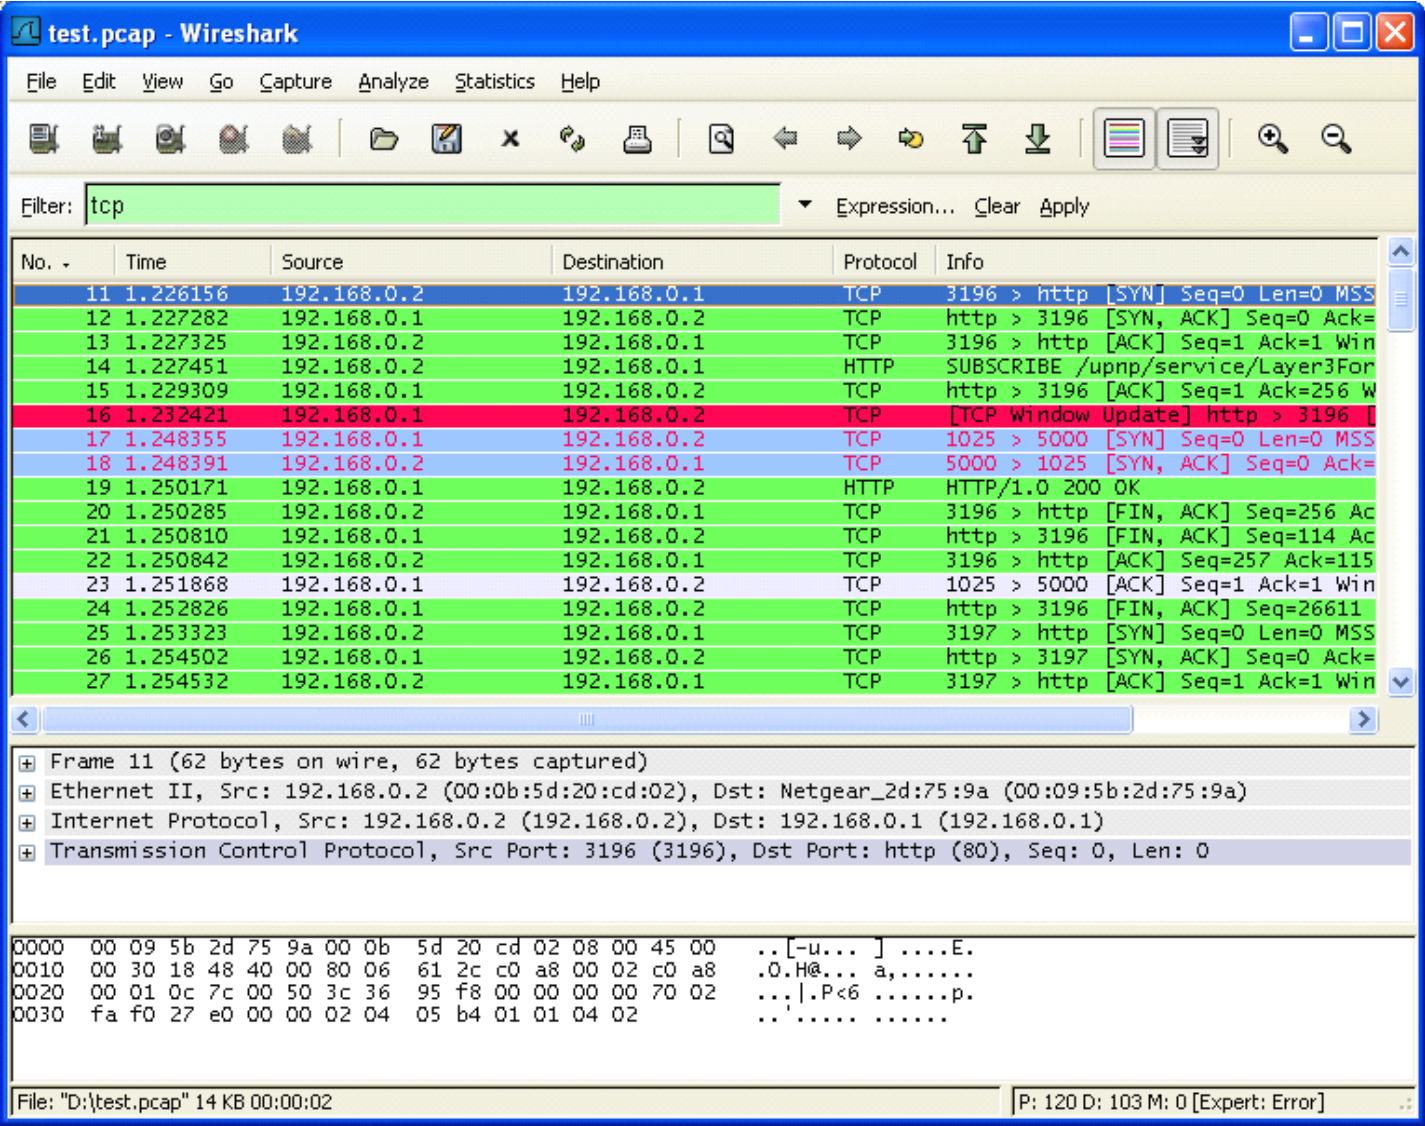 test.pcap - Wireshark
File Edit View Go Capture Analyze Statistics Help
Filter: tcp Expression... Clear Apply
No. Time Source Destination Protocol Info
11 1.226156 192.168.0.2 192.168.0.1 TCP 3196 > http [SYN] Seq=0 Len=0 MSS
12 1.227282 192.168.0.1 192.168.0.2 TCP http > 3196 [SYN, ACK] Seq=0 Ack=
13 1.227325 192.168.0.2 192.168.0.1 TCP 3196 > http [ACK] Seq=1 Ack=1 Win
14 1.227451 192.168.0.2 192.168.0.1 HTTP SUBSCRIBE /upnp/service/Layer3For
15 1.229309 192.168.0.1 192.168.0.2 TCP http > 3196 [ACK] Seq=1 Ack=256 W
16 1.232421 192.168.0.1 192.168.0.2 TCP [TCP Window Update] http > 3196 [
17 1.248355 192.168.0.1 192.168.0.2 TCP 1025 > 5000 [SYN] Seq=0 Len=0 MSS
18 1.248391 192.168.0.2 192.168.0.1 TCP 5000 > 1025 [SYN, ACK] Seq=0 Ack=
19 1.250171 192.168.0.1 192.168.0.2 HTTP HTTP/1.0 200 OK
20 1.250285 192.168.0.2 192.168.0.1 TCP 3196 > http [FIN, ACK] Seq=256 Ac
21 1.250810 192.168.0.1 192.168.0.2 TCP http > 3196 [FIN, ACK] Seq=114 Ac
22 1.250842 192.168.0.2 192.168.0.1 TCP 3196 > http [ACK] Seq=257 Ack=115
23 1.251868 192.168.0.1 192.168.0.2 TCP 1025 > 5000 [ACK] Seq=1 Ack=1 Win
24 1.252826 192.168.0.1 192.168.0.2 TCP http > 3196 [FIN, ACK] Seq=26611
25 1.253323 192.168.0.2 192.168.0.1 TCP 3197 > http [SYN] Seq=0 Len=0 MSS
26 1.254502 192.168.0.1 192.168.0.2 TCP http > 3197 [SYN, ACK] Seq=0 Ack=
27 1.254532 192.168.0.2 192.168.0.1 TCP 3197 > http [ACK] Seq=1 Ack=1 Win
Frame 11 (62 bytes on wire, 62 bytes captured)
Ethernet II, Src: 192.168.0.2 (00:0b:5d:20:cd:02), Dst: Netgear_2d:75:9a (00:09:5b:2d:75:9a)
Internet Protocol, Src: 192.168.0.2 (192.168.0.2), Dst: 192.168.0.1 (192.168.0.1)
Transmission Control Protocol, Src Port: 3196 (3196), Dst Port: http (80), Seq: 0, Len: 0
0000 00 09 5b 2d 75 9a 00 0b 5d 20 cd 02 08 00 45 00 ..[-u... ] ....E.
0010 00 30 18 48 40 00 80 06 61 2c c0 a8 00 02 c0 a8 .0.H@... a,......
0020 00 01 0c 7c 00 50 3c 36 95 f8 00 00 00 00 70 02 ...|.P<6 ......p.
0030 fa f0 27 e0 00 00 02 04 05 b4 01 01 04 02 ..'..... ......
File: "D:\test.pcap" 14 KB 00:00:02
P: 120 D: 103 M: 0 [Expert: Error]